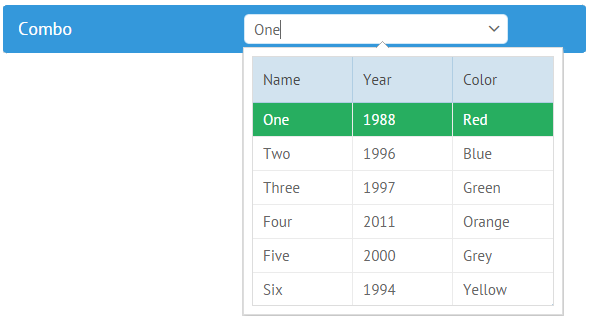 Combo One
Name Year Color
One 1988 Red
Two 1996 Blue
Three 1997 Green
Four 2011 Orange
Five 2000 Grey
Six 1994 Yellow